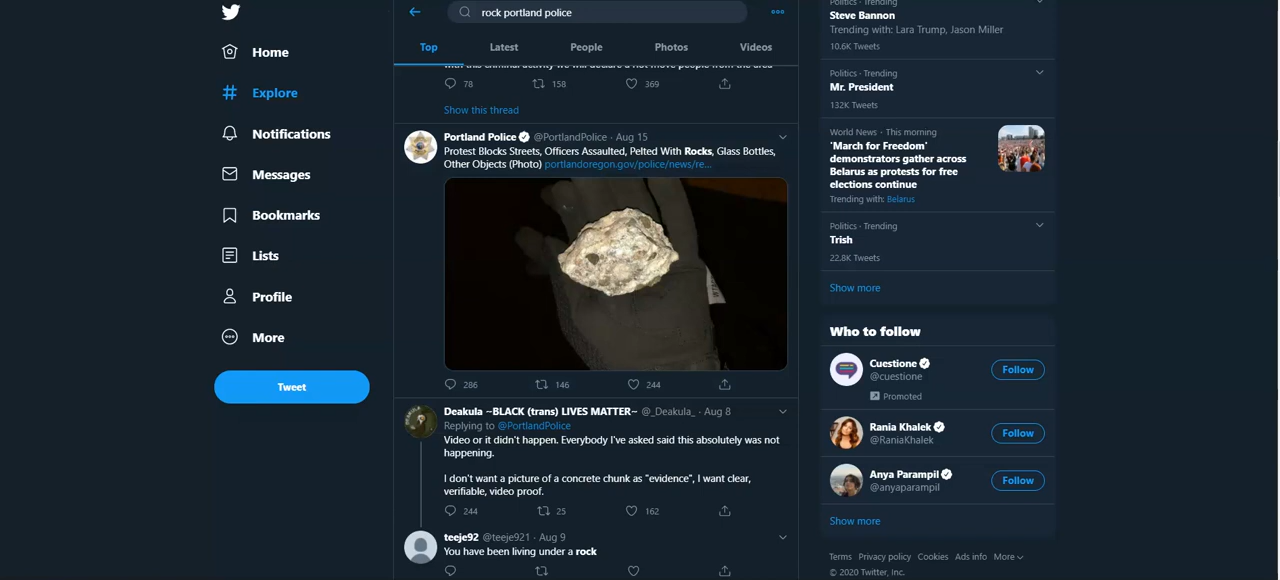 Home
Explore
Notifications
Messages
Bookmarks
Lists
Profile
More
Tweet
rock portland police
Top
Latest
People
Photos
Videos
78
158
369
Show this thread
Portland Police @PortlandPolice · Aug 15
Protest Blocks Streets, Officers Assaulted, Pelted With Rocks, Glass Bottles,
Other Objects (Photo) portlandoregon.gov/police/news/re...
286
146
244
Deakula ~BLACK (trans) LIVES MATTER~ @_Deakula_ · Aug 8
Replying to @PortlandPolice
Video or it didn't happen. Everybody I've asked said this absolutely was not
happening.
I don't want a picture of a concrete chunk as "evidence", I want clear,
verifiable, video proof.
244
25
162
teeje92 @teeje921 · Aug 9
You have been living under a rock
Politics · Trending
Steve Bannon
Trending with: Lara Trump, Jason Miller
10.6K Tweets
Politics · Trending
Mr. President
132K Tweets
World News · This morning
'March for Freedom'
demonstrators gather across
Belarus as protests for free
elections continue
Trending with: Belarus
Politics · Trending
Trish
22.8K Tweets
Show more
Who to follow
Cuestione
@cuestione
Follow
Promoted
Rania Khalek
@RaniaKhalek
Follow
Anya Parampil
@anyaparampil
Follow
Show more
Terms Privacy policy Cookies Ads info More
© 2020 Twitter, Inc.